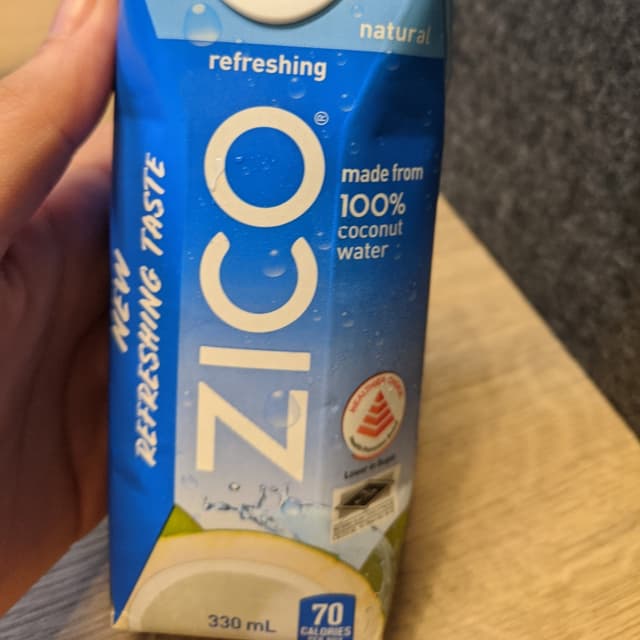 natural
refreshing
ZICO®
made from
100%
coconut
water
NEW
REFRESHING TASTE
HEALTHIER CHOICE
Lower in Sugar
330 mL
70
CALORIES